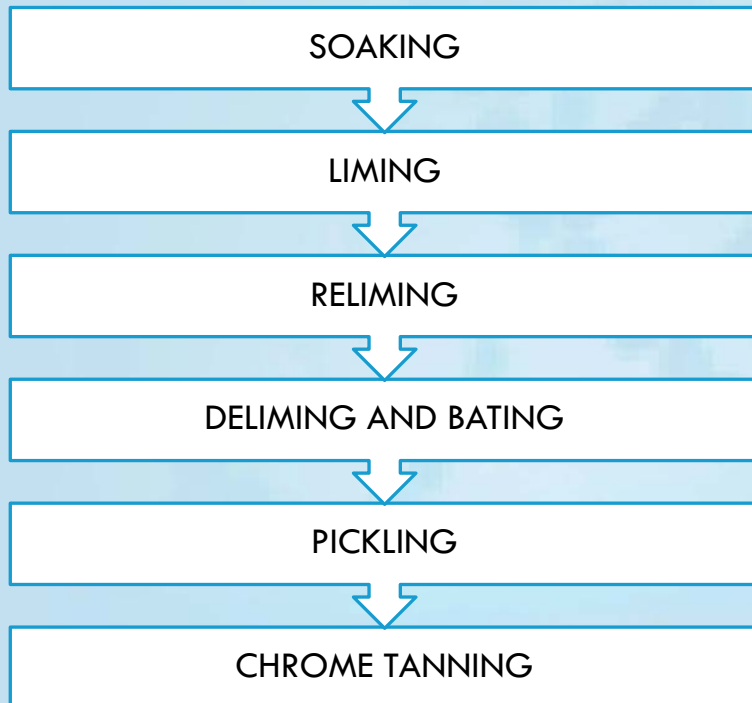 SOAKING
LIMING
RELIMING
DELIMING AND BATING
PICKLING
CHROME TANNING